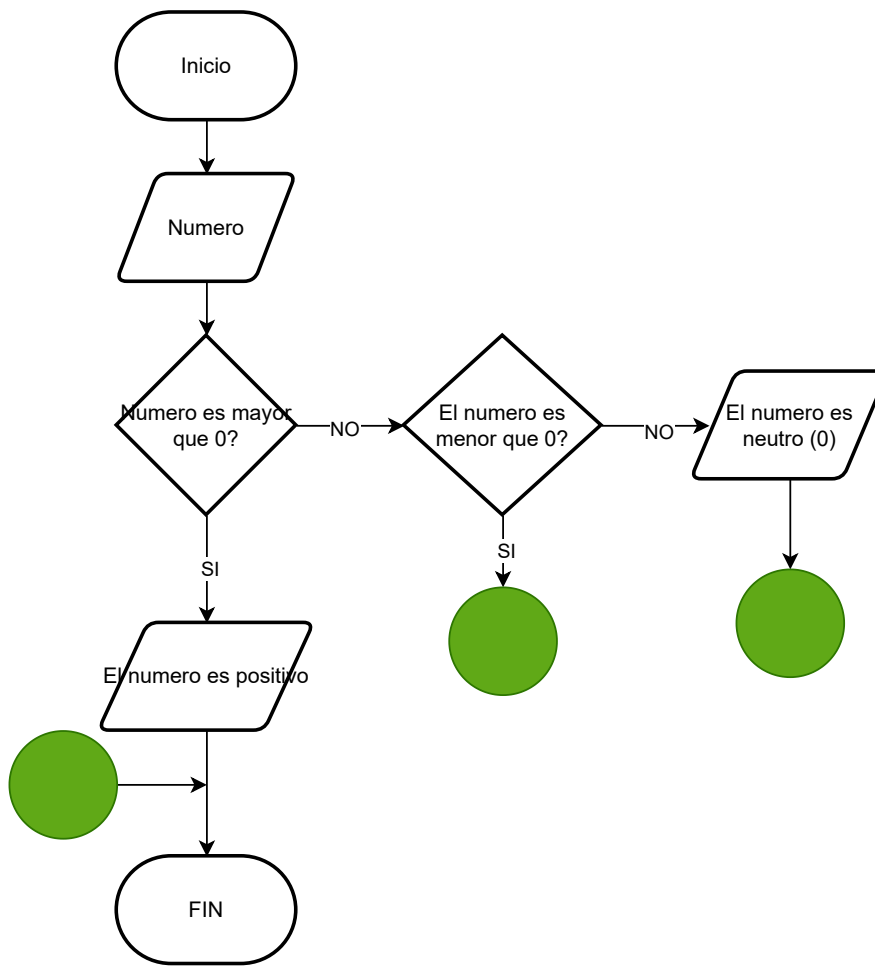 Inicio
Numero
Numero es mayor
que 0?
NO
El numero es
menor que 0?
NO
El numero es
neutro (0)
SI
SI
El numero es positivo
FIN